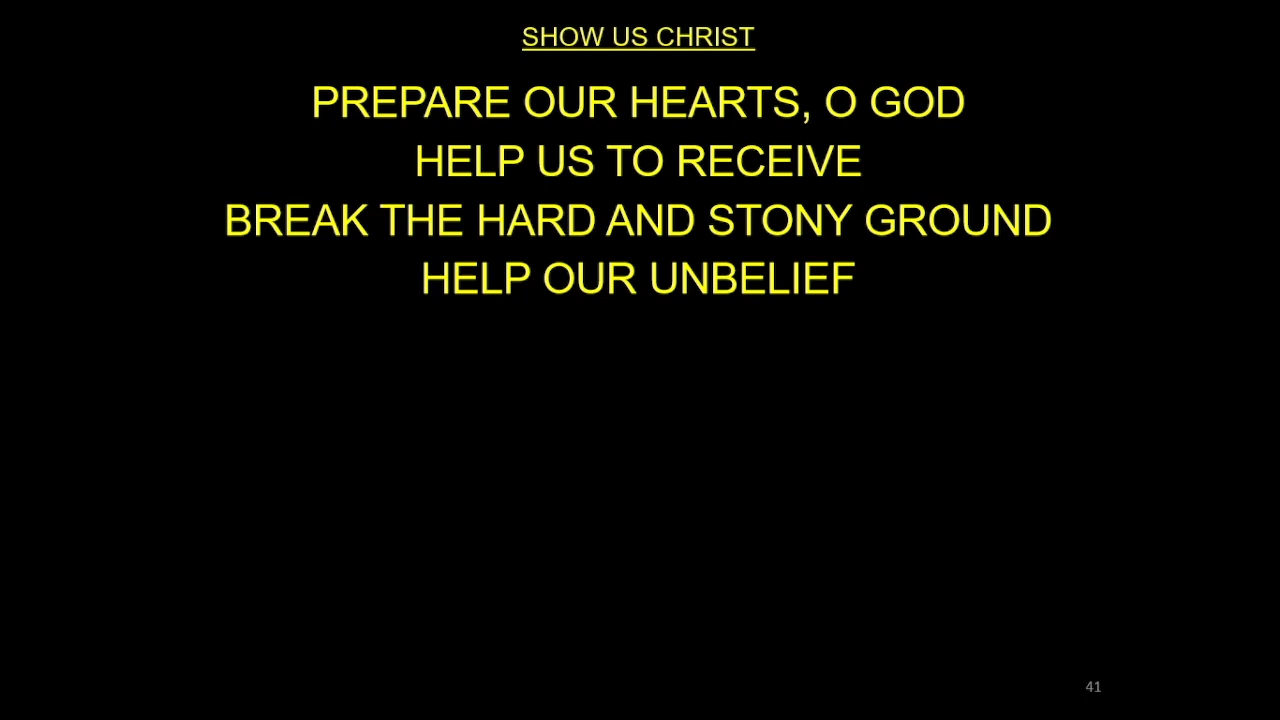 SHOW US CHRIST
PREPARE OUR HEARTS, O GOD
HELP US TO RECEIVE
BREAK THE HARD AND STONY GROUND
HELP OUR UNBELIEF
41